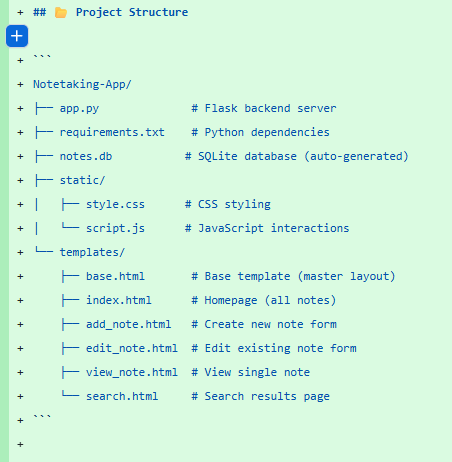 + ## 📁 Project Structure
+
+ ```
+ Notetaking-App/
+ ├── app.py              # Flask backend server
+ ├── requirements.txt    # Python dependencies
+ ├── notes.db           # SQLite database (auto-generated)
+ ├── static/
+ │   ├── style.css      # CSS styling
+ │   └── script.js      # JavaScript interactions
+ └── templates/
+     ├── base.html       # Base template (master layout)
+     ├── index.html      # Homepage (all notes)
+     ├── add_note.html   # Create new note form
+     ├── edit_note.html  # Edit existing note form
+     ├── view_note.html  # View single note
+     └── search.html     # Search results page
+ ```
+